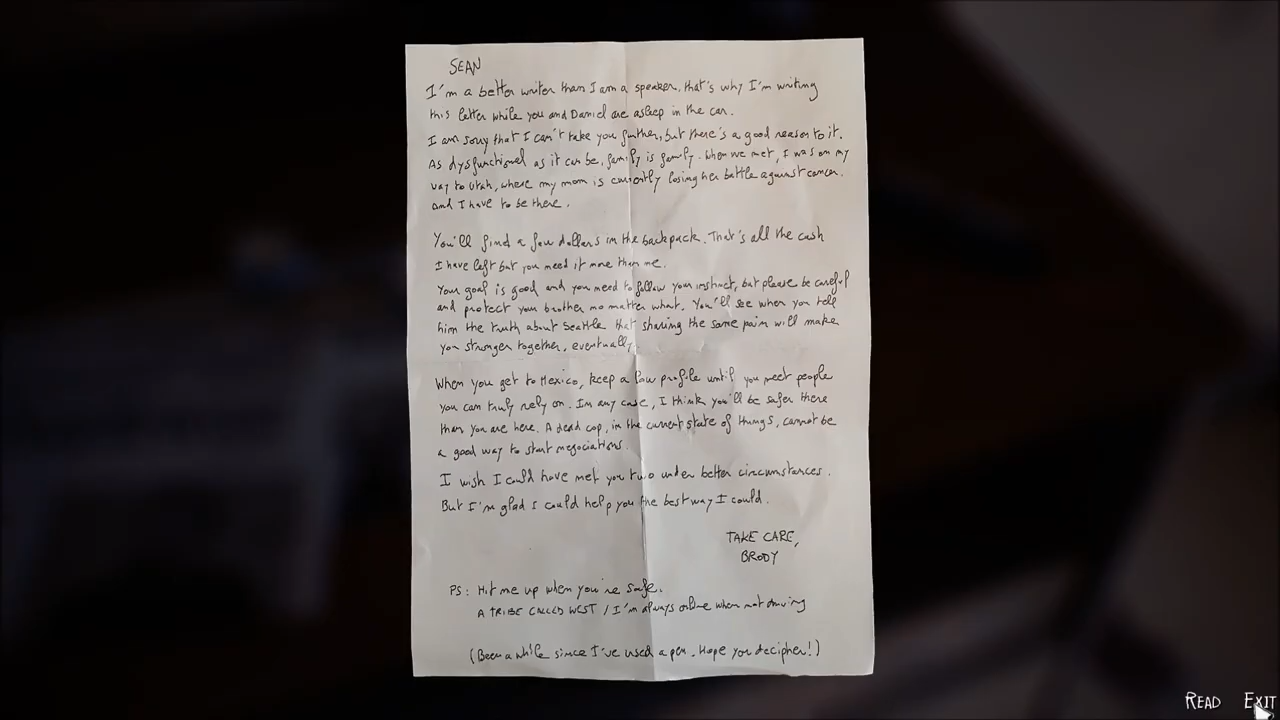 SEAN
I'm a better writer than I am a speaker, that's why I'm writing
this letter while you and Daniel are asleep in the car.
I am sorry that I can't take you further, but there's a good reason to it.
As dysfunctional as it can be, family is family. When we met, I was on my
way to Utah, where my mom is currently losing her battle against cancer.
And I have to be there.
You'll find a few dollars in the backpack. That's all the cash
I have left but you need it more than me.
Your goal is good and you need to follow your instinct, but please be careful
and protect your brother no matter what. You'll see when you tell
him the truth about Seattle that sharing the same pain will make
you stronger together, eventually.
When you get to Mexico, keep a low profile until you meet people
you can truly rely on. In any case, I think you'll be safer there
than you are here. A dead cop, in the current state of things, cannot be
a good way to start negociations.
I wish I could have met you two under better circumstances.
But I'm glad I could help you the best way I could.
TAKE CARE,
BRODY
PS: Hit me up when you're safe.
A TRIBE CALLED WEST / I'm always online when not driving
(Been a while since I've used a pen. Hope you decipher!)
READ EXIT